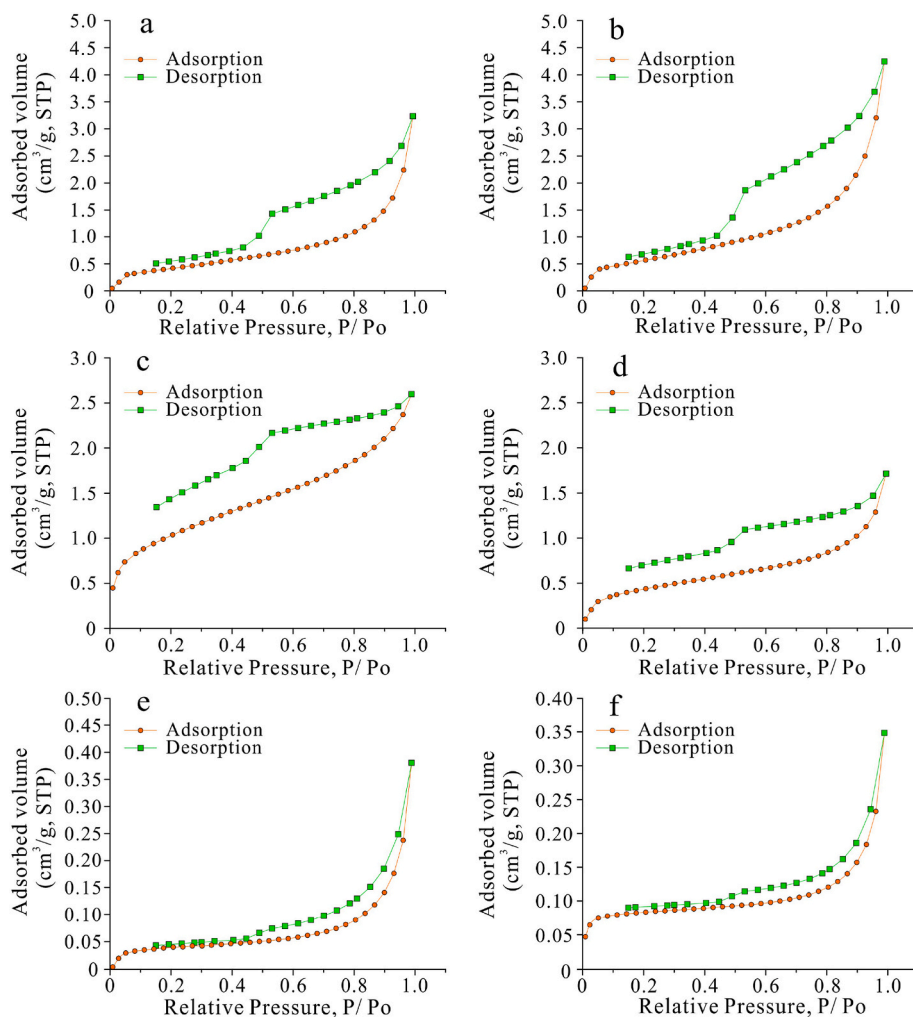 a
Adsorption
Desorption
Adsorbed volume
(cm³/g, STP)
5.0
4.5
4.0
3.5
3.0
2.5
2.0
1.5
1.0
0.5
0
0 0.2 0.4 0.6 0.8 1.0
Relative Pressure, P/ Po
b
Adsorption
Desorption
Adsorbed volume
(cm³/g, STP)
5.0
4.5
4.0
3.5
3.0
2.5
2.0
1.5
1.0
0.5
0
0 0.2 0.4 0.6 0.8 1.0
Relative Pressure, P/ Po
c
Adsorption
Desorption
Adsorbed volume
(cm³/g, STP)
3.0
2.5
2.0
1.5
1.0
0.5
0
0 0.2 0.4 0.6 0.8 1.0
Relative Pressure, P/ Po
d
Adsorption
Desorption
Adsorbed volume
(cm³/g, STP)
3.0
2.5
2.0
1.5
1.0
0.5
0
0 0.2 0.4 0.6 0.8 1.0
Relative Pressure, P/ Po
e
Adsorption
Desorption
Adsorbed volume
(cm³/g, STP)
0.50
0.45
0.40
0.35
0.30
0.25
0.20
0.15
0.10
0.05
0
0 0.2 0.4 0.6 0.8 1.0
Relative Pressure, P/ Po
f
Adsorption
Desorption
Adsorbed volume
(cm³/g, STP)
0.40
0.35
0.30
0.25
0.20
0.15
0.10
0.05
0
0 0.2 0.4 0.6 0.8 1.0
Relative Pressure, P/ Po